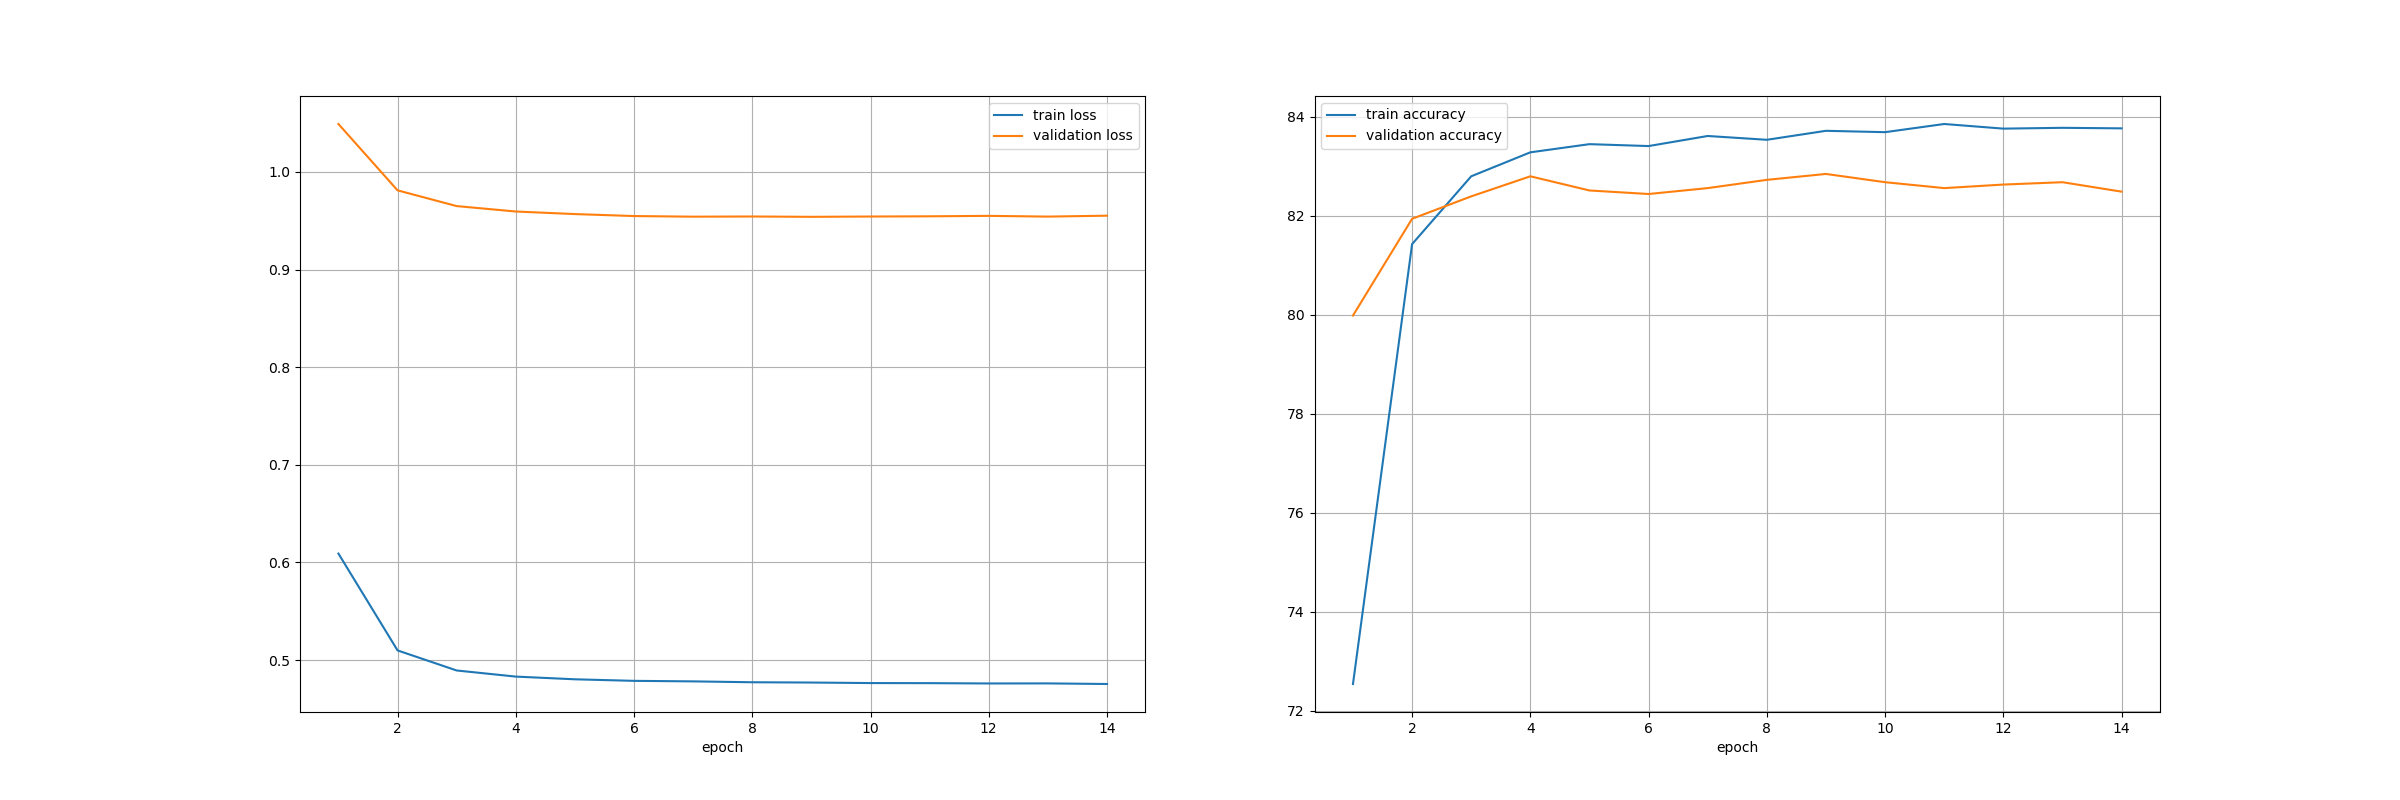 train loss
validation loss
1.0
0.9
0.8
0.7
0.6
0.5
2 4 6 8 10 12 14
epoch
train accuracy
validation accuracy
84
82
80
78
76
74
72
2 4 6 8 10 12 14
epoch